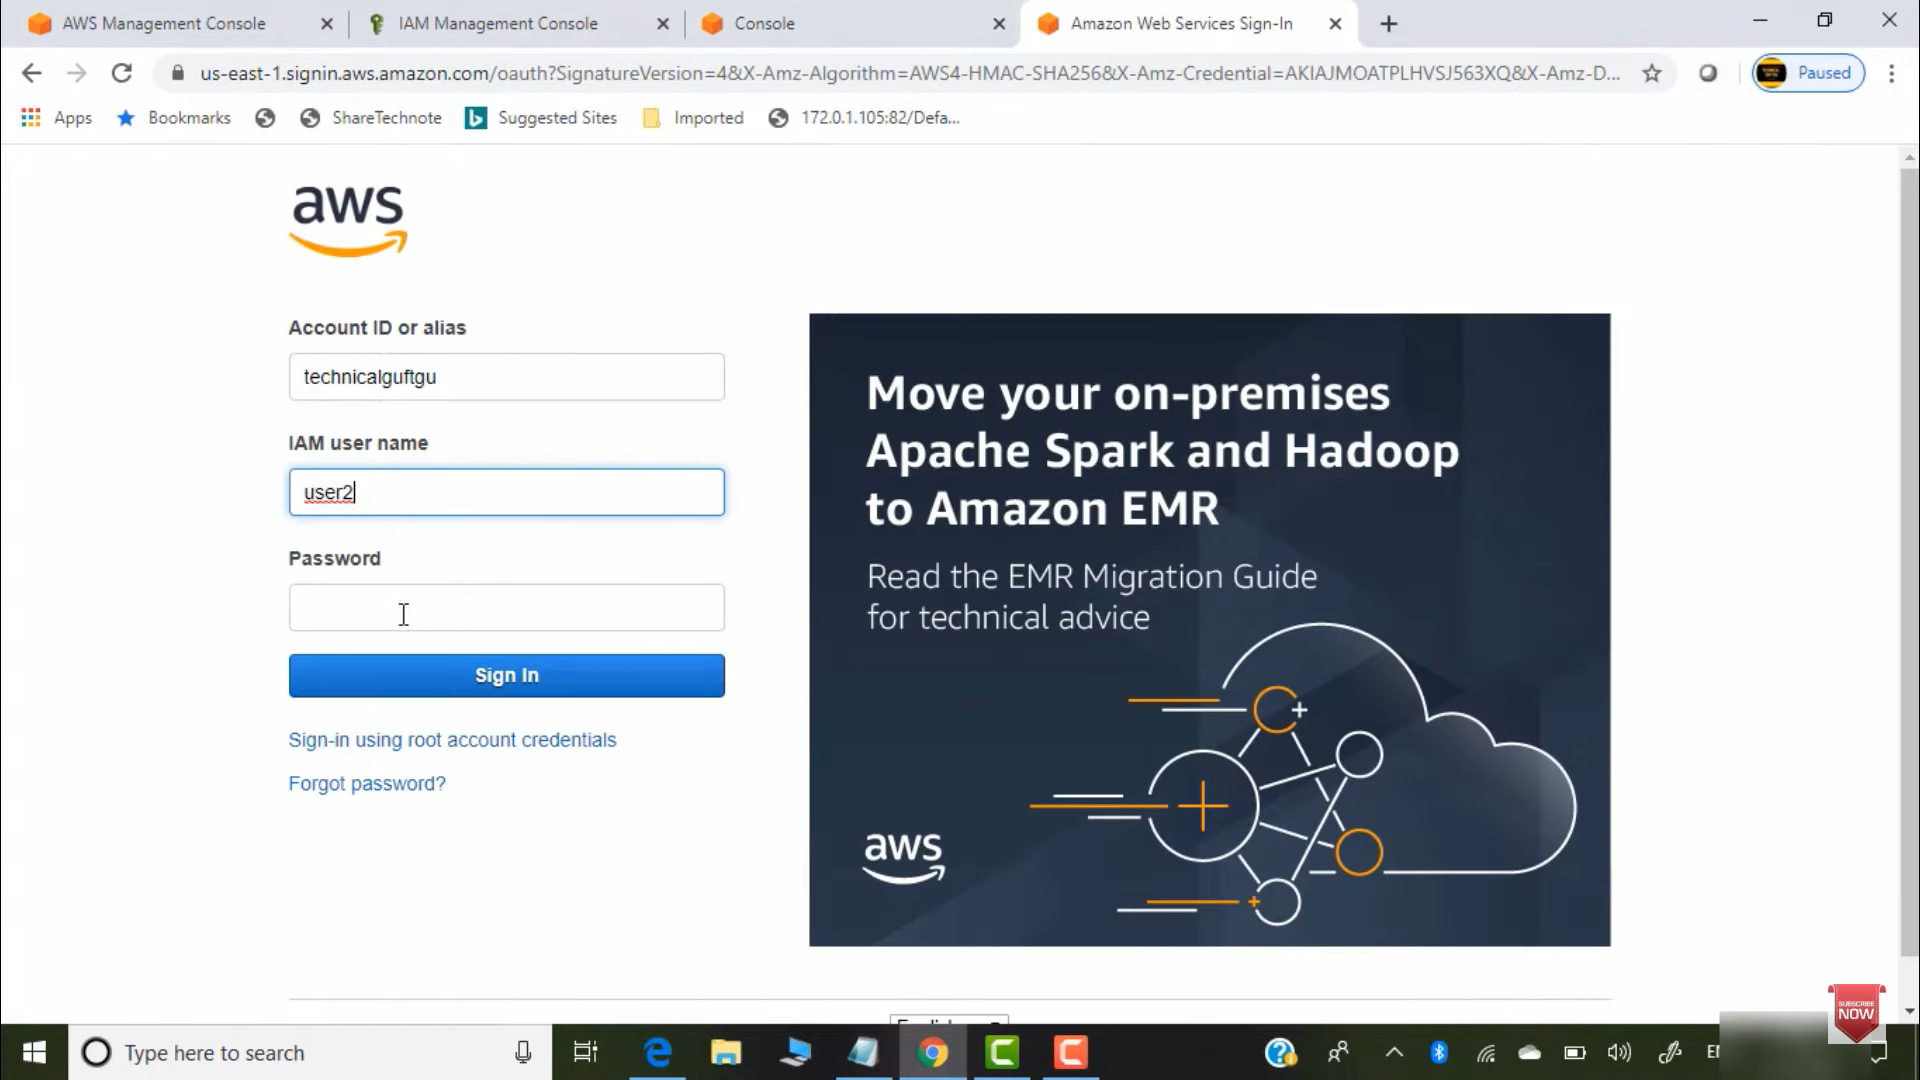 AWS Management Console
IAM Management Console
Console
Amazon Web Services Sign-In
us-east-1.signin.aws.amazon.com/oauth?SignatureVersion=4&X-Amz-Algorithm=AWS4-HMAC-SHA256&X-Amz-Credential=AKIAJMOATPLHVSJ563XQ&X-Amz-D...
Paused
Apps
Bookmarks
ShareTechnote
Suggested Sites
Imported
172.0.1.105:82/Defa...
aws
Account ID or alias
technicalguftgu
IAM user name
user2
Password
Sign In
Sign-in using root account credentials
Forgot password?
Move your on-premises
Apache Spark and Hadoop
to Amazon EMR
Read the EMR Migration Guide
for technical advice
aws
SUBSCRIBE
NOW
Type here to search